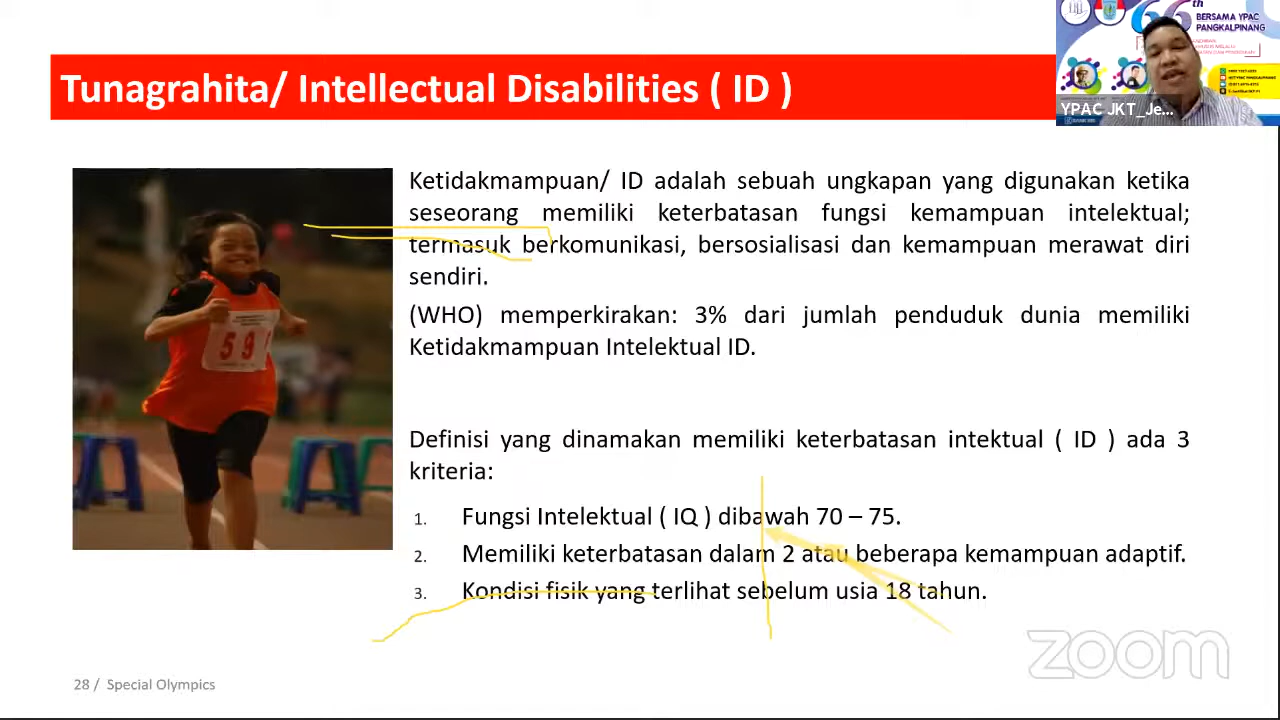 Tunagrahita/ Intellectual Disabilities ( ID )
th
66
BERSAMA YPAC
PANGKALPINANG
YPAC JKT_Je...
Ketidakmampuan/ ID adalah sebuah ungkapan yang digunakan ketika
seseorang memiliki keterbatasan fungsi kemampuan intelektual;
termasuk berkomunikasi, bersosialisasi dan kemampuan merawat diri
sendiri.
(WHO) memperkirakan: 3% dari jumlah penduduk dunia memiliki
Ketidakmampuan Intelektual ID.
591
Definisi yang dinamakan memiliki keterbatasan intektual ( ID ) ada 3
kriteria:
1. Fungsi Intelektual ( IQ ) dibawah 70 – 75.
2. Memiliki keterbatasan dalam 2 atau beberapa kemampuan adaptif.
3. Kondisi fisik yang terlihat sebelum usia 18 tahun.
zoom
28 / Special Olympics